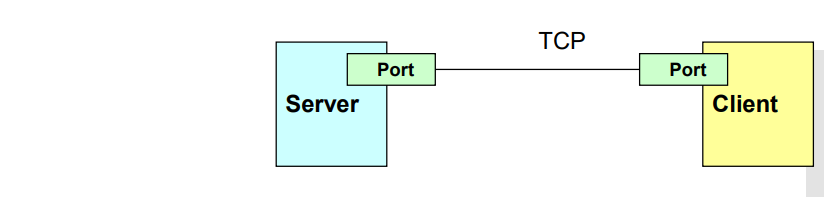 TCP
Port
Port
Server
Client